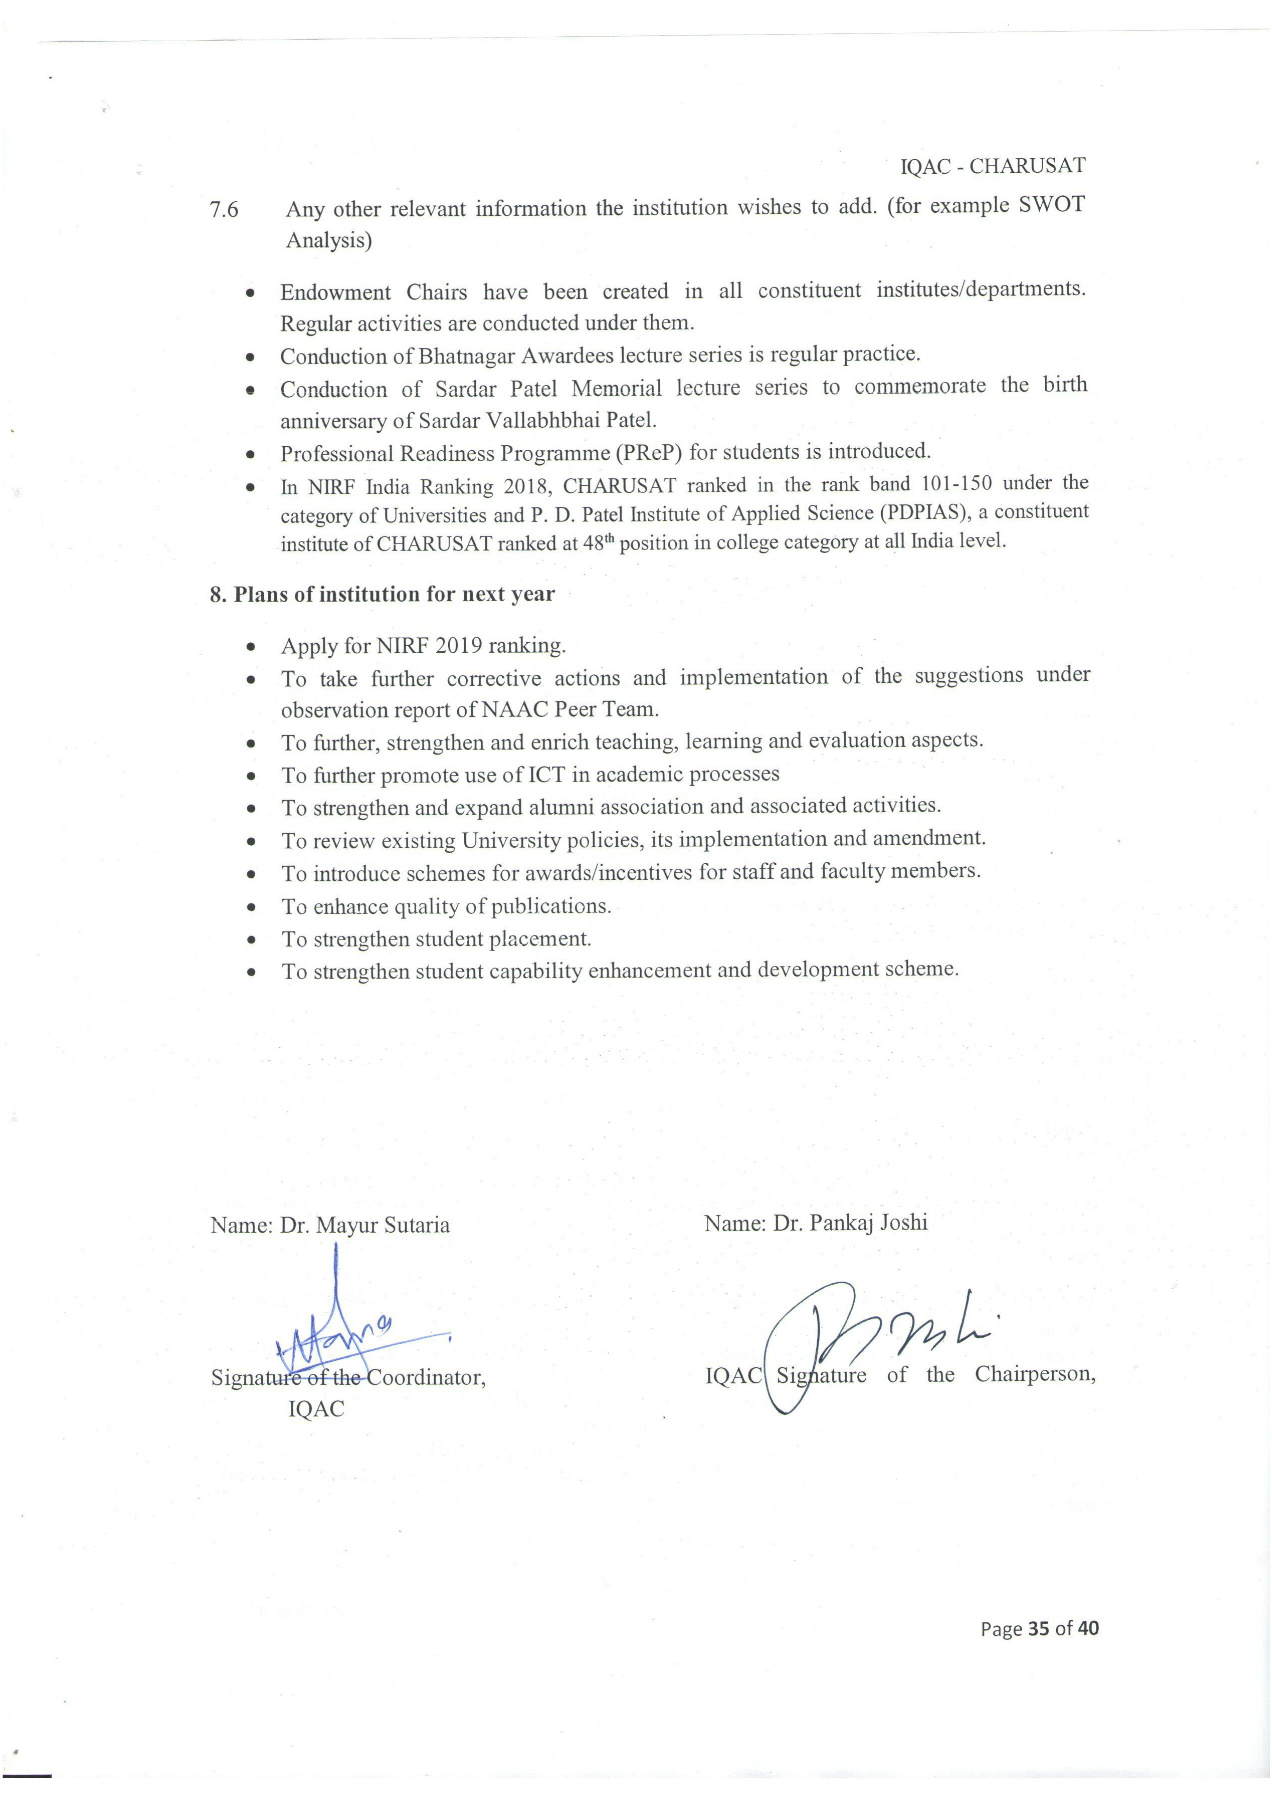 IQAC - CHARUSAT
7.6 Any other relevant information the institution wishes to add. (for example SWOT
Analysis)
• Endowment Chairs have been created in all constituent institutes/departments.
Regular activities are conducted under them.
• Conduction of Bhatnagar Awardees lecture series is regular practice.
• Conduction of Sardar Patel Memorial lecture series to commemorate the birth
anniversary of Sardar Vallabhbhai Patel.
• Professional Readiness Programme (PReP) for students is introduced.
• In NIRF India Ranking 2018, CHARUSAT ranked in the rank band 101-150 under the
category of Universities and P. D. Patel Institute of Applied Science (PDPIAS), a constituent
institute of CHARUSAT ranked at 48th position in college category at all India level.
8. Plans of institution for next year
• Apply for NIRF 2019 ranking.
• To take further corrective actions and implementation of the suggestions under
observation report of NAAC Peer Team.
• To further, strengthen and enrich teaching, learning and evaluation aspects.
• To further promote use of ICT in academic processes
• To strengthen and expand alumni association and associated activities.
• To review existing University policies, its implementation and amendment.
• To introduce schemes for awards/incentives for staff and faculty members.
• To enhance quality of publications.
• To strengthen student placement.
• To strengthen student capability enhancement and development scheme.
Name: Dr. Mayur Sutaria Name: Dr. Pankaj Joshi
Signature of the Coordinator, IQAC Signature of the Chairperson,
IQAC
Page 35 of 40